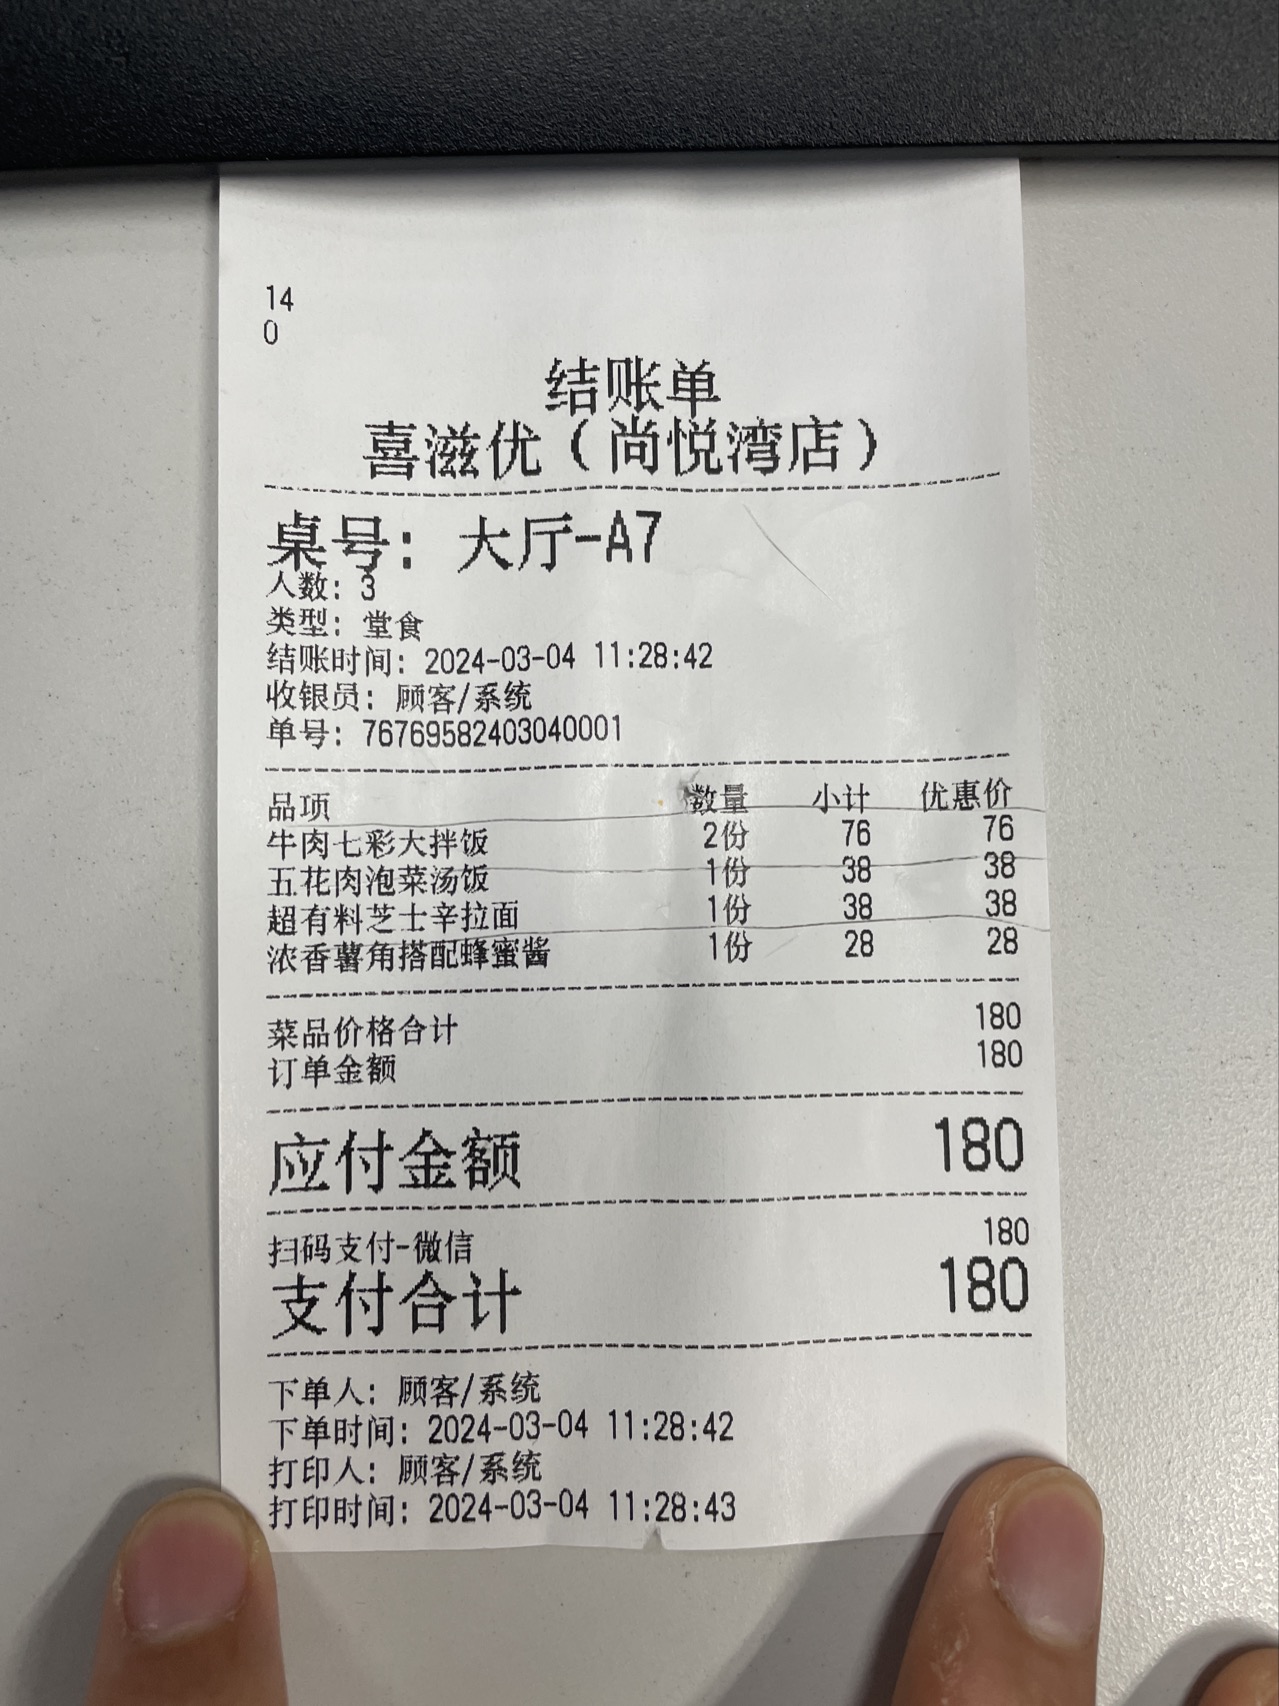 14
0
结账单
喜滋优（尚悦湾店）
桌号：大厅-A7
人数：3
类型：堂食
结账时间：2024-03-04 11:28:42
收银员：顾客/系统
单号：76769582403040001
品项 数量 小计 优惠价
牛肉七彩大拌饭 2份 76 76
五花肉泡菜汤饭 1份 38 38
超有料芝士辛拉面 1份 38 38
浓香薯角搭配蜂蜜酱 1份 28 28
菜品价格合计 180
订单金额 180
应付金额 180
扫码支付-微信 180
支付合计 180
下单人：顾客/系统
下单时间：2024-03-04 11:28:42
打印人：顾客/系统
打印时间：2024-03-04 11:28:43